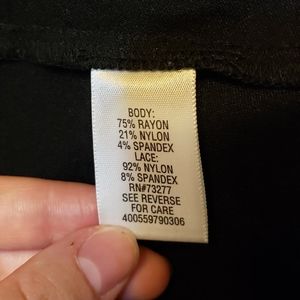 BODY:
75% RAYON
21% NYLON
4% SPANDEX
LACE:
92% NYLON
8% SPANDEX
RN#73277
SEE REVERSE
FOR CARE
400559790306